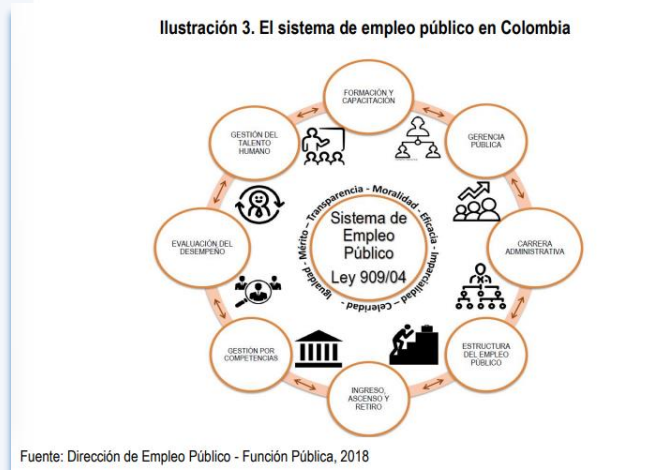 Ilustración 3. El sistema de empleo público en Colombia
FORMACIÓN Y
CAPACITACIÓN
GERENCIA
PÚBLICA
CARRERA
ADMINISTRATIVA
ESTRUCTURA
DEL EMPLEO
PÚBLICO
INGRESO,
ASCENSO Y
RETIRO
GESTIÓN POR
COMPETENCIAS
EVALUACIÓN DEL
DESEMPEÑO
GESTIÓN DEL
TALENTO
HUMANO
Igualdad - Mérito – Transparencia - Moralidad - Eficacia - Imparcialidad – Celeridad -
Sistema de
Empleo
Público
Ley 909/04
Fuente: Dirección de Empleo Público - Función Pública, 2018